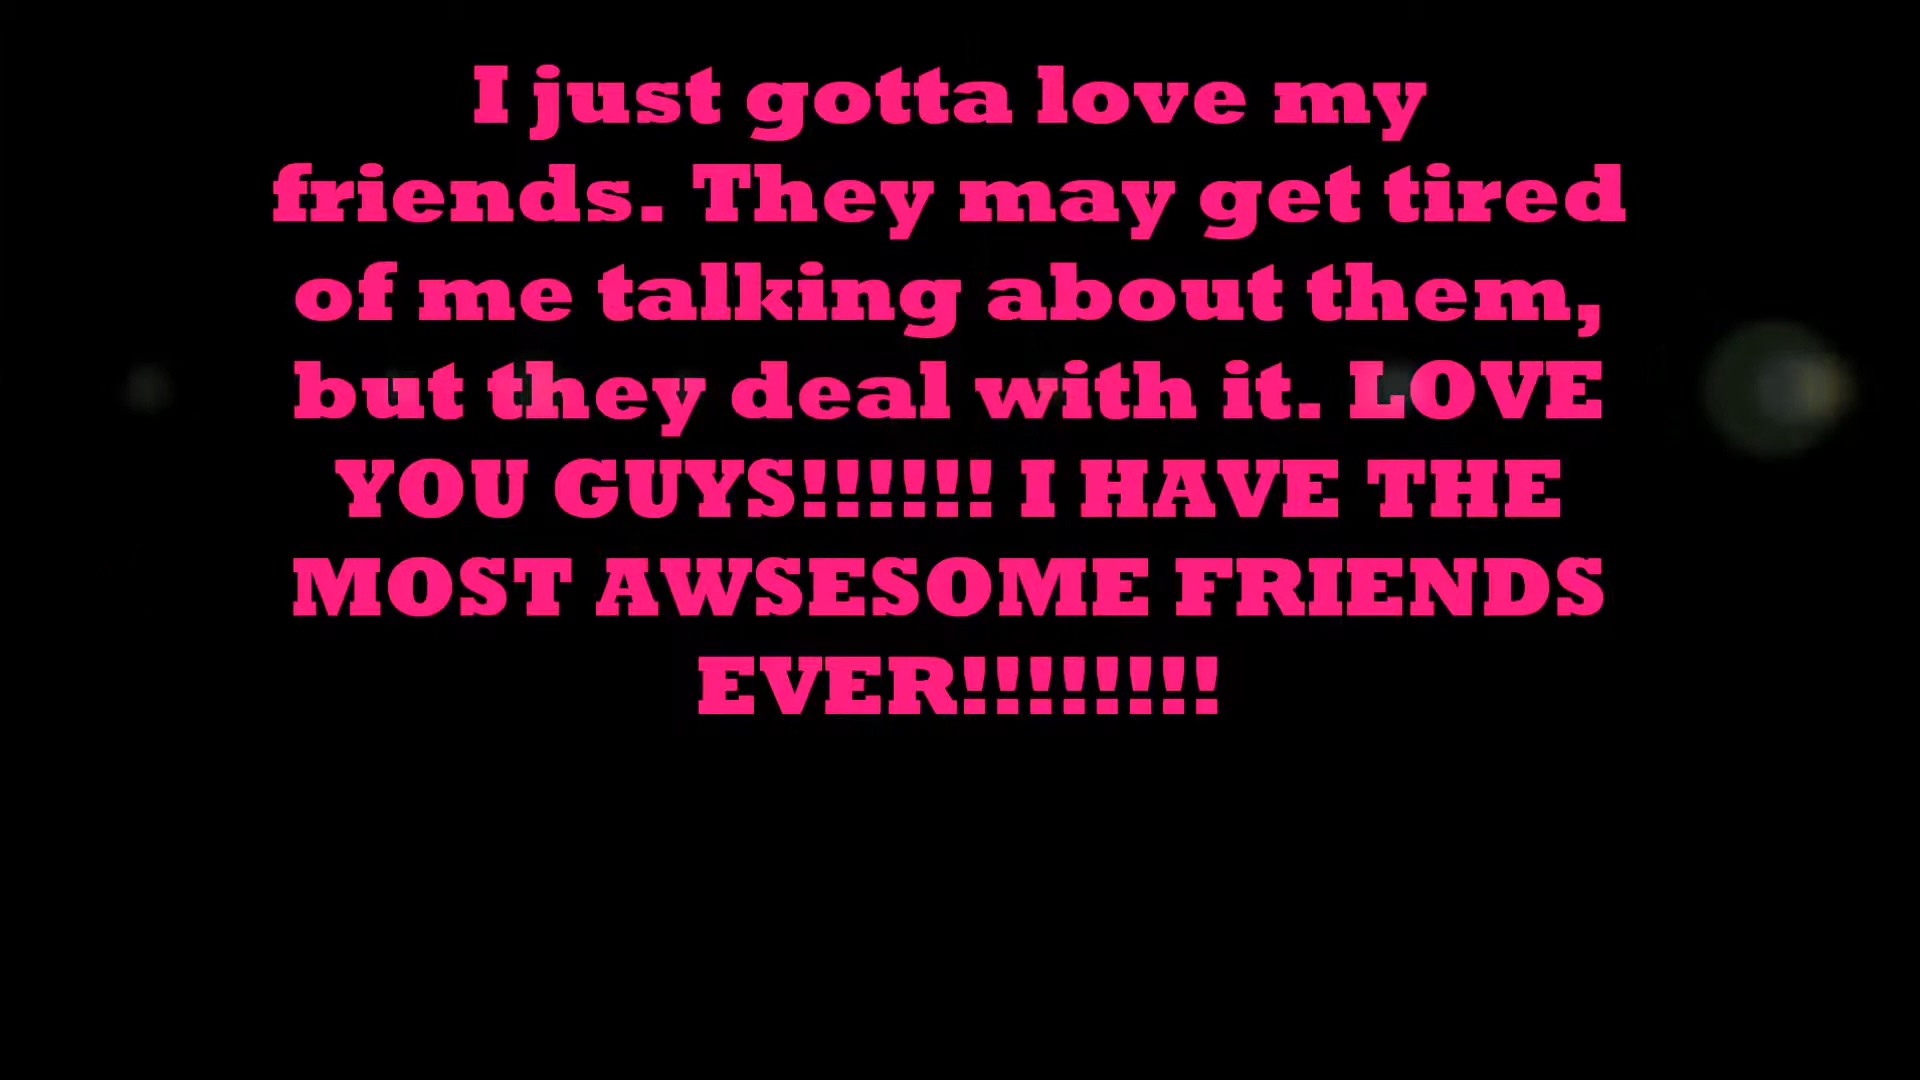 I just gotta love my
friends. They may get tired
of me talking about them,
but they deal with it. LOVE
YOU GUYS!!!!!! I HAVE THE
MOST AWSESOME FRIENDS
EVER!!!!!!!!